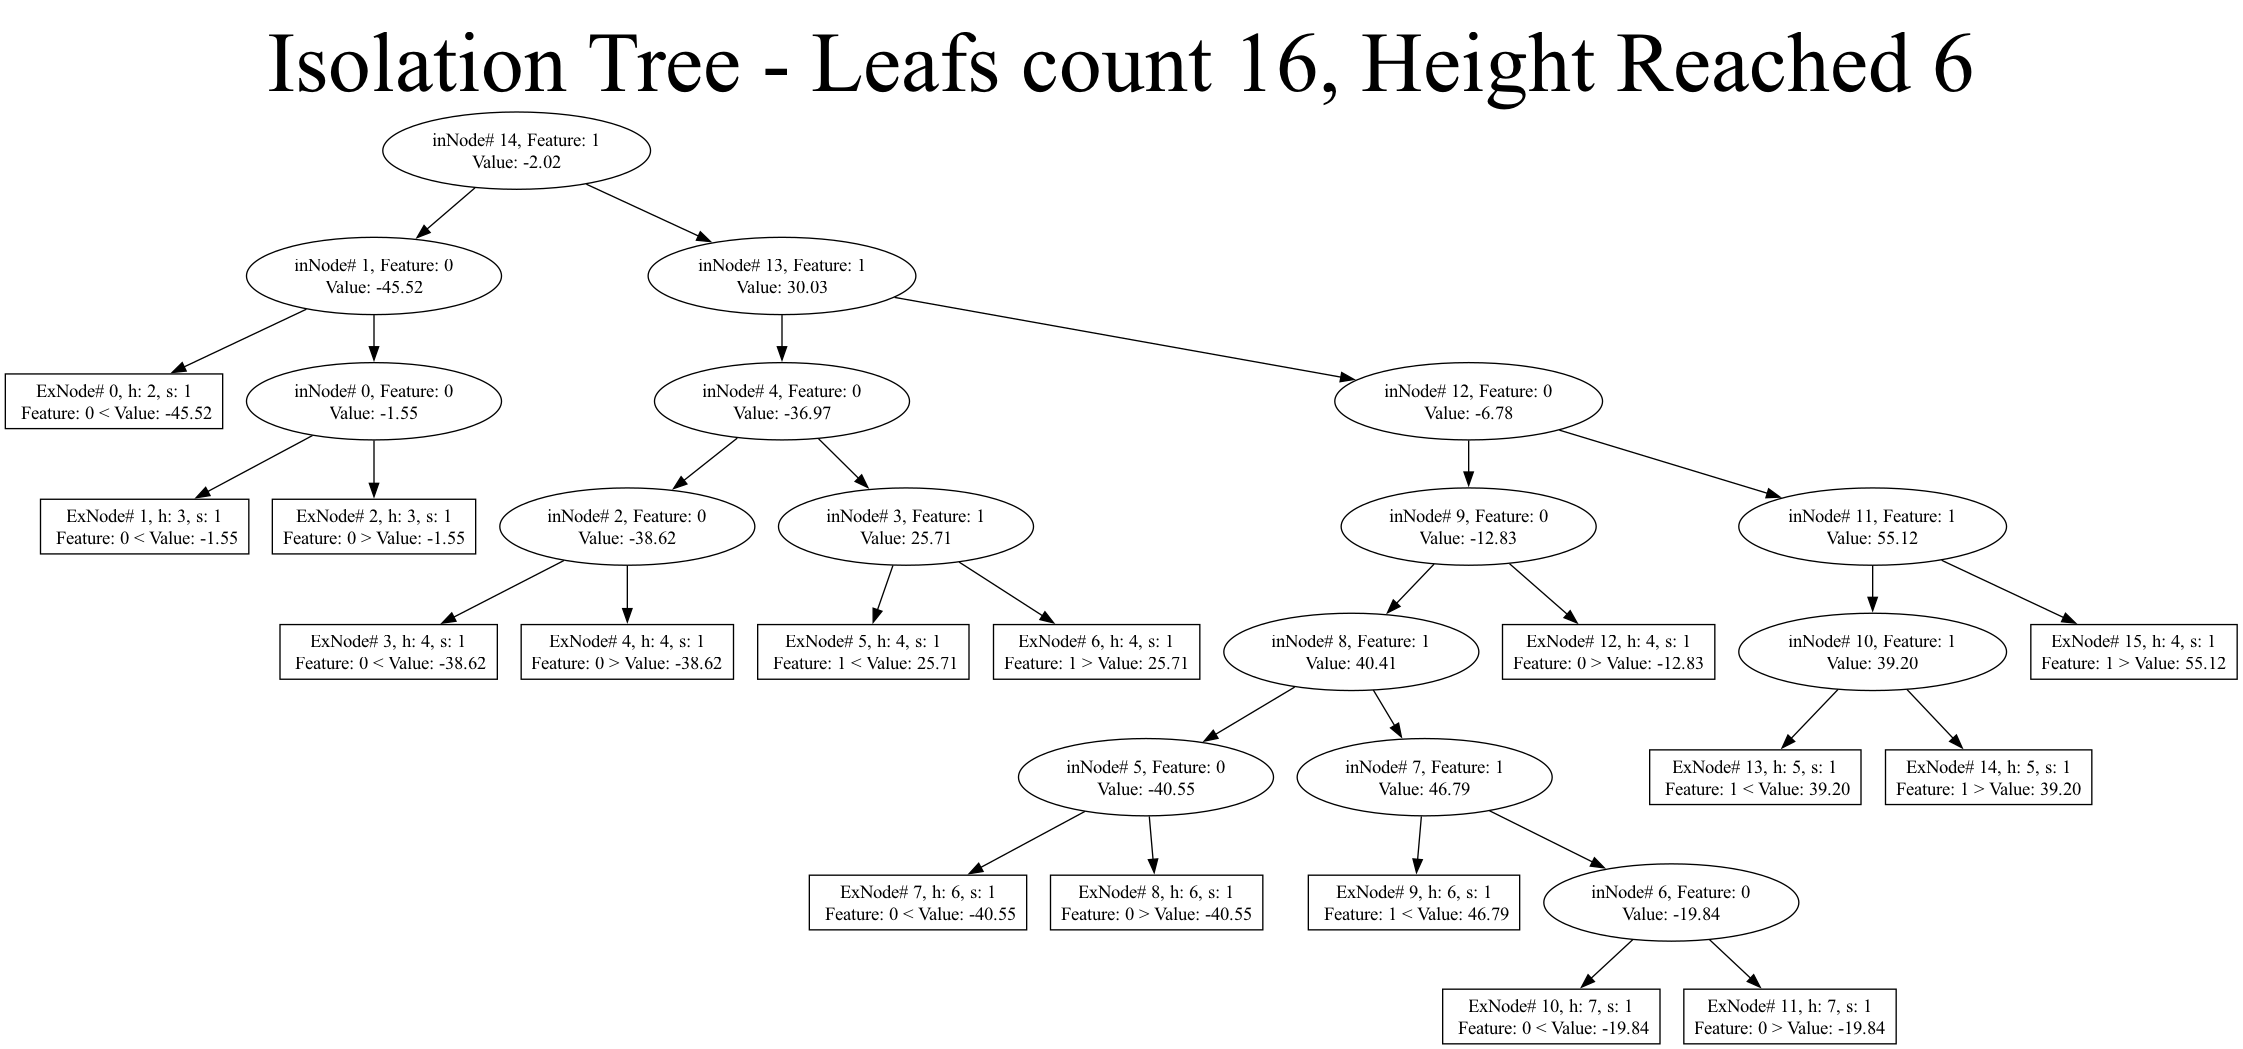 Isolation Tree - Leafs count 16, Height Reached 6
inNode# 14, Feature: 1
Value: -2.02
inNode# 1, Feature: 0
Value: -45.52
inNode# 13, Feature: 1
Value: 30.03
ExNode# 0, h: 2, s: 1
Feature: 0 < Value: -45.52
inNode# 0, Feature: 0
Value: -1.55
inNode# 4, Feature: 0
Value: -36.97
inNode# 12, Feature: 0
Value: -6.78
ExNode# 1, h: 3, s: 1
Feature: 0 < Value: -1.55
ExNode# 2, h: 3, s: 1
Feature: 0 > Value: -1.55
inNode# 2, Feature: 0
Value: -38.62
inNode# 3, Feature: 1
Value: 25.71
inNode# 9, Feature: 0
Value: -12.83
inNode# 11, Feature: 1
Value: 55.12
ExNode# 3, h: 4, s: 1
Feature: 0 < Value: -38.62
ExNode# 4, h: 4, s: 1
Feature: 0 > Value: -38.62
ExNode# 5, h: 4, s: 1
Feature: 1 < Value: 25.71
ExNode# 6, h: 4, s: 1
Feature: 1 > Value: 25.71
inNode# 8, Feature: 1
Value: 40.41
ExNode# 12, h: 4, s: 1
Feature: 0 > Value: -12.83
inNode# 10, Feature: 1
Value: 39.20
ExNode# 15, h: 4, s: 1
Feature: 1 > Value: 55.12
inNode# 5, Feature: 0
Value: -40.55
inNode# 7, Feature: 1
Value: 46.79
ExNode# 13, h: 5, s: 1
Feature: 1 < Value: 39.20
ExNode# 14, h: 5, s: 1
Feature: 1 > Value: 39.20
ExNode# 7, h: 6, s: 1
Feature: 0 < Value: -40.55
ExNode# 8, h: 6, s: 1
Feature: 0 > Value: -40.55
ExNode# 9, h: 6, s: 1
Feature: 1 < Value: 46.79
inNode# 6, Feature: 0
Value: -19.84
ExNode# 10, h: 7, s: 1
Feature: 0 < Value: -19.84
ExNode# 11, h: 7, s: 1
Feature: 0 > Value: -19.84